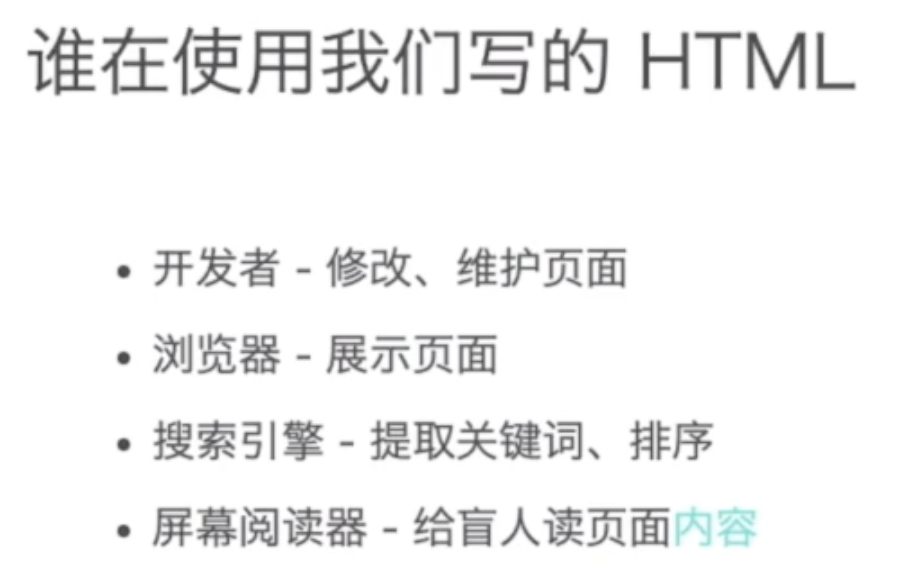 谁在使用我们写的 HTML
• 开发者 - 修改、维护页面
• 浏览器 - 展示页面
• 搜索引擎 - 提取关键词、排序
• 屏幕阅读器 - 给盲人读页面内容